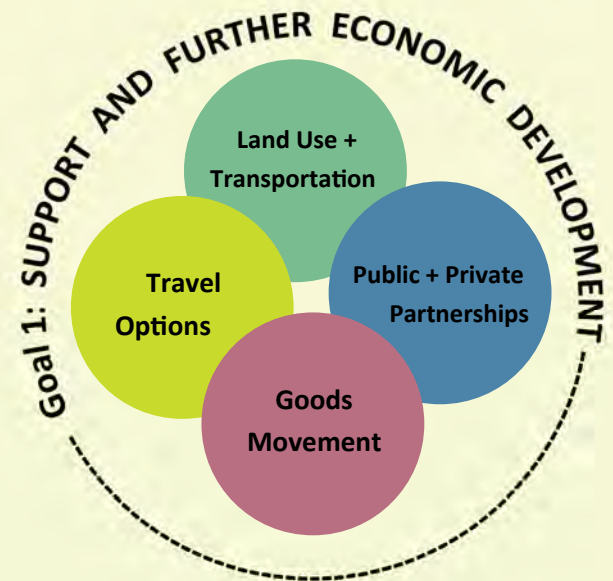 Goal 1: SUPPORT AND FURTHER ECONOMIC DEVELOPMENT
Land Use +
Transportation
Travel
Options
Public + Private
Partnerships
Goods
Movement